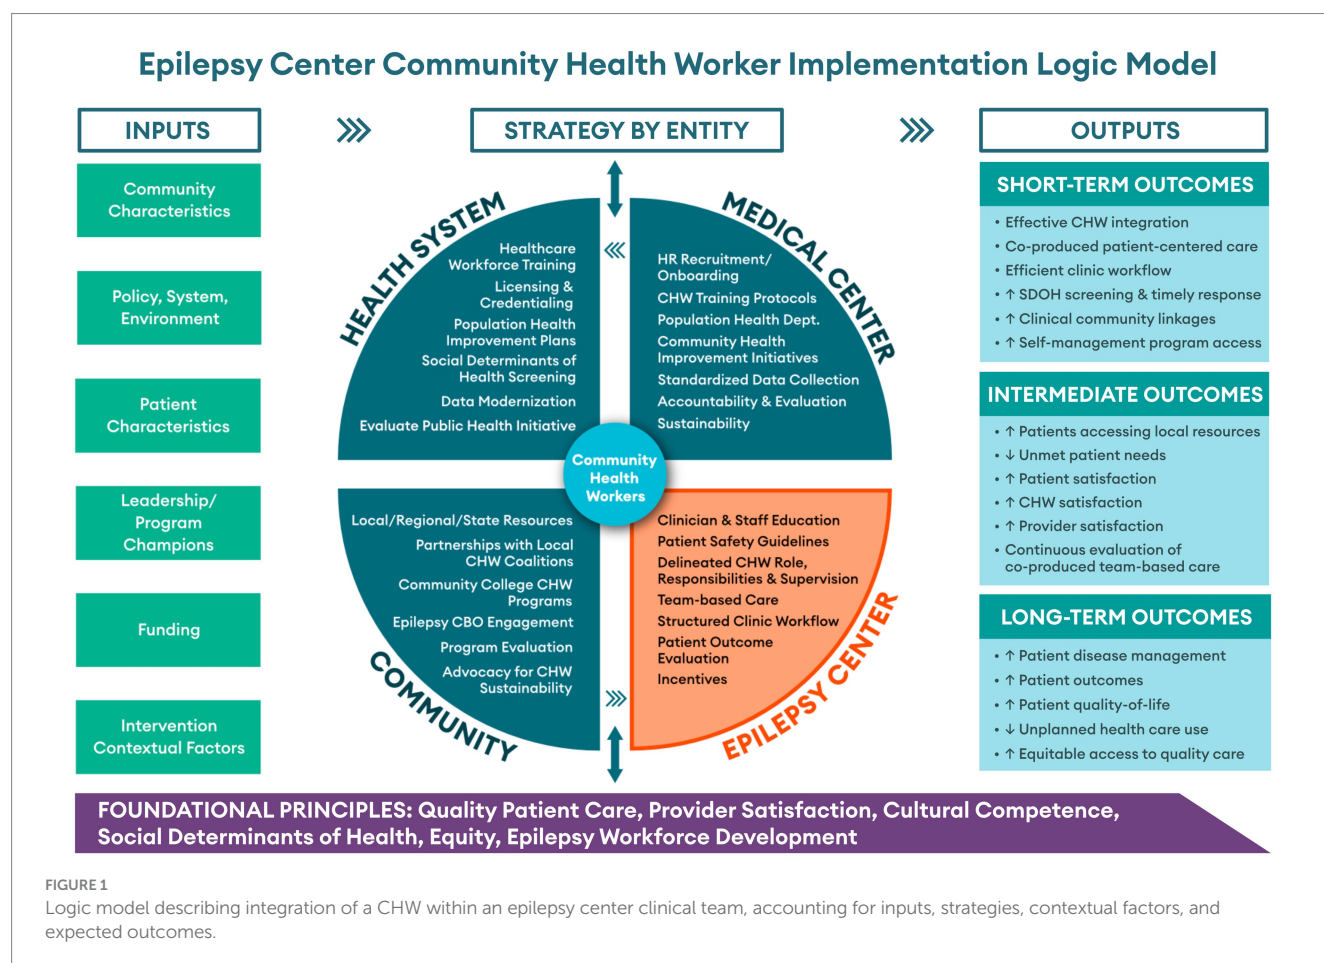 Epilepsy Center Community Health Worker Implementation Logic Model
INPUTS
STRATEGY BY ENTITY
OUTPUTS
Community
Characteristics
Policy, System,
Environment
Patient
Characteristics
Leadership/
Program
Champions
Funding
Intervention
Contextual Factors
HEALTH SYSTEM
Healthcare
Workforce Training
Licensing &
Credentialing
Population Health
Improvement Plans
Social Determinants of
Health Screening
Data Modernization
Evaluate Public Health Initiative
MEDICAL CENTER
HR Recruitment/
Onboarding
CHW Training Protocols
Population Health Dept.
Community Health
Improvement Initiatives
Standardized Data Collection
Accountability & Evaluation
Sustainability
Community
Health
Workers
Local/Regional/State Resources
Partnerships with Local
CHW Coalitions
Community College CHW
Programs
Epilepsy CBO Engagement
Program Evaluation
Advocacy for CHW
Sustainability
COMMUNITY
Clinician & Staff Education
Patient Safety Guidelines
Delineated CHW Role,
Responsibilities & Supervision
Team-based Care
Structured Clinic Workflow
Patient Outcome
Evaluation
Incentives
EPILEPSY CENTER
SHORT-TERM OUTCOMES
• Effective CHW integration
• Co-produced patient-centered care
• Efficient clinic workflow
• ↑ SDOH screening & timely response
• ↑ Clinical community linkages
• ↑ Self-management program access
INTERMEDIATE OUTCOMES
• ↑ Patients accessing local resources
• ↓ Unmet patient needs
• ↑ Patient satisfaction
• ↑ CHW satisfaction
• ↑ Provider satisfaction
• Continuous evaluation of
co-produced team-based care
LONG-TERM OUTCOMES
• ↑ Patient disease management
• ↑ Patient outcomes
• ↑ Patient quality-of-life
• ↓ Unplanned health care use
• ↑ Equitable access to quality care
FOUNDATIONAL PRINCIPLES: Quality Patient Care, Provider Satisfaction, Cultural Competence,
Social Determinants of Health, Equity, Epilepsy Workforce Development
FIGURE 1
Logic model describing integration of a CHW within an epilepsy center clinical team, accounting for inputs, strategies, contextual factors, and
expected outcomes.